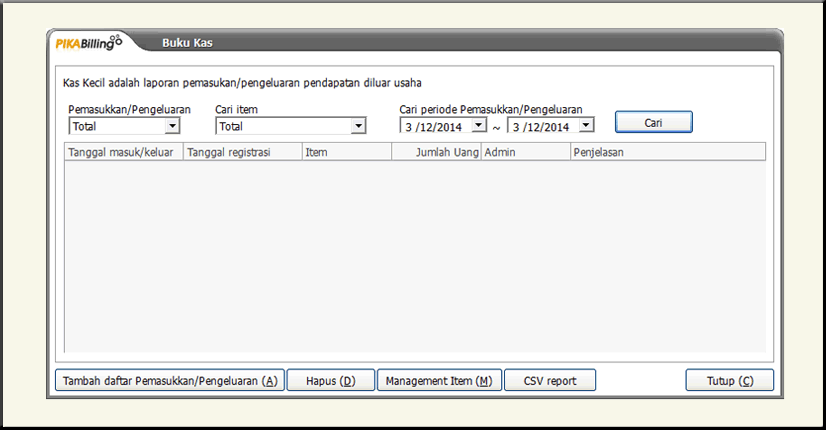 PIKABilling
Buku Kas
Kas Kecil adalah laporan pemasukan/pengeluaran pendapatan diluar usaha
Pemasukkan/Pengeluaran Cari item Cari periode Pemasukkan/Pengeluaran
Total Total 3 /12/2014 ~ 3 /12/2014 Cari
Tanggal masuk/keluar Tanggal registrasi Item Jumlah Uang Admin Penjelasan
Tambah daftar Pemasukkan/Pengeluaran (A) Hapus (D) Management Item (M) CSV report Tutup (C)